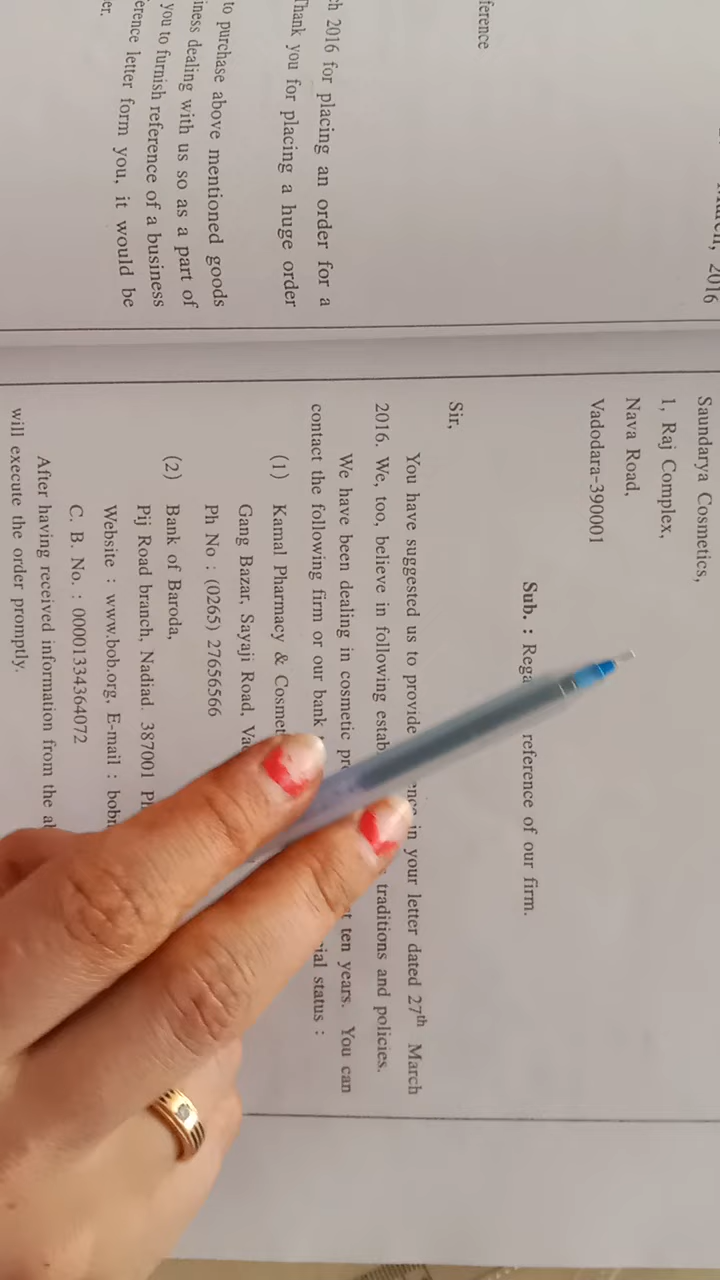 March, 2016
ference
ch 2016 for placing an order for a
Thank you for placing a huge order
to purchase above mentioned goods
iness dealing with us so as a part of
you to furnish reference of a business
erence letter form you, it would be
er.
Saundarya Cosmetics,
1, Raj Complex,
Nava Road,
Vadodara-390001
Sub. : Rega reference of our firm.
Sir,
You have suggested us to provide ence in your letter dated 27th March
2016. We, too, believe in following estab traditions and policies.
We have been dealing in cosmetic pro t ten years. You can
contact the following firm or our bank ial status :
(1) Kamal Pharmacy & Cosmet
Gang Bazar, Sayaji Road, Va
Ph No : (0265) 27656566
(2) Bank of Baroda,
Pij Road branch, Nadiad. 387001
Website : www.bob.org, E-mail : bobn
C. B. No. : 00001334364072
After having received information from the
will execute the order promptly.